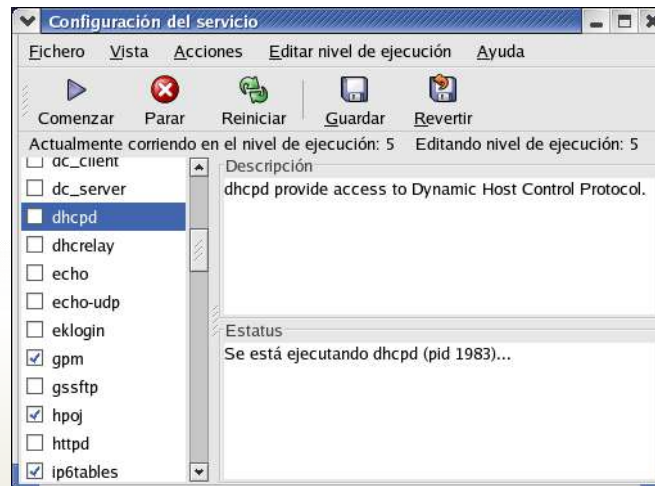 Configuración del servicio
Fichero Vista Acciones Editar nivel de ejecución Ayuda
Comenzar Parar Reiniciar Guardar Revertir
Actualmente corriendo en el nivel de ejecución: 5 Editando nivel de ejecución: 5
dc_client
dc_server
dhcpd
dhcrelay
echo
echo-udp
eklogin
gpm
gssftp
hpoj
httpd
ip6tables
Descripción
dhcpd provide access to Dynamic Host Control Protocol.
Estatus
Se está ejecutando dhcpd (pid 1983)...